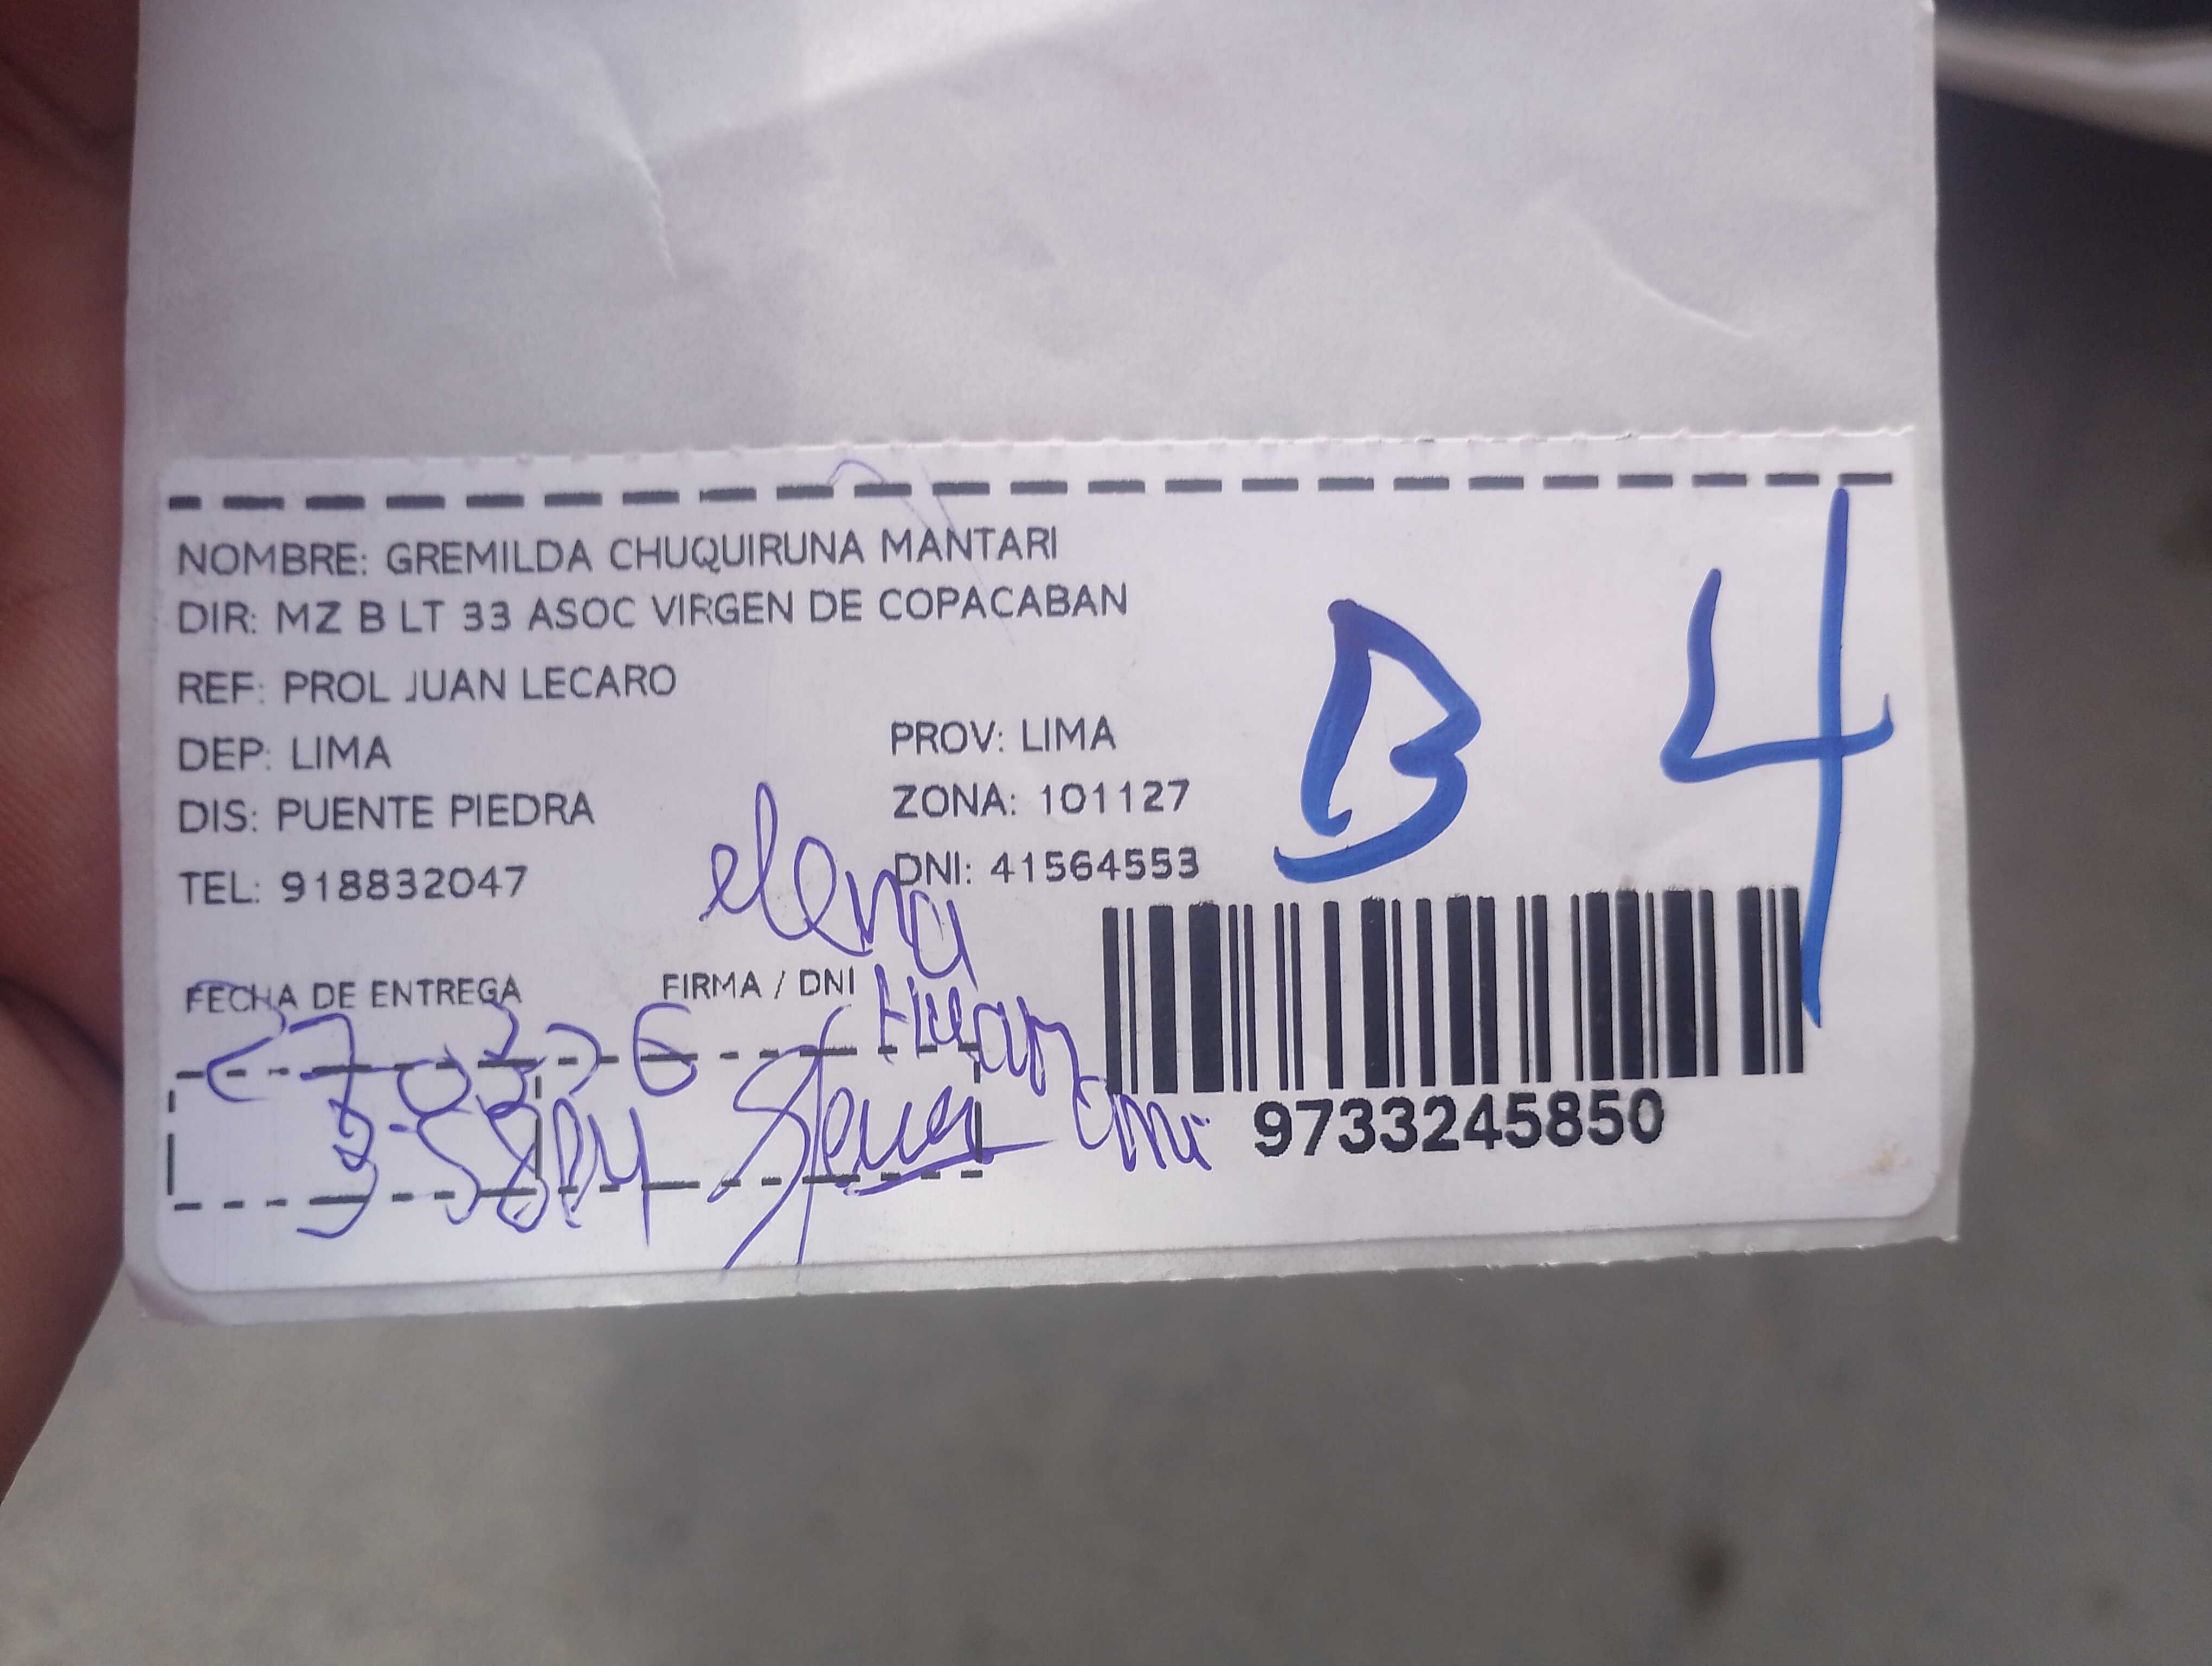 NOMBRE: GREMILDA CHUQUIRUNA MANTARI
DIR: MZ B LT 33 ASOC VIRGEN DE COPACABAN
REF: PROL JUAN LECARO
DEP: LIMA
PROV: LIMA
DIS: PUENTE PIEDRA
ZONA: 101127
TEL: 918832047
DNI: 41564553
B 4
elena
FECHA DE ENTREGA
FIRMA / DNI
9733245850